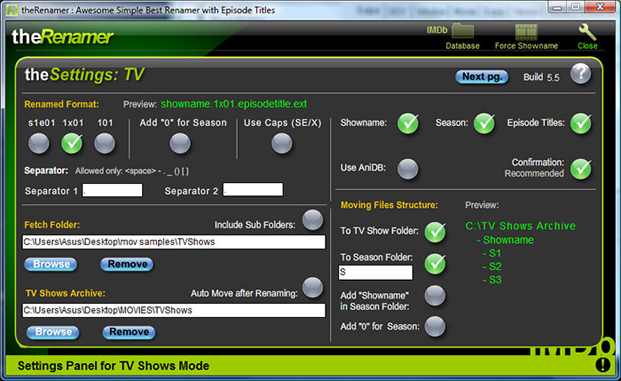 theRenamer : Awesome Simple Best Renamer with Episode Titles
theRenamer
IMDb
Database
Force Showname
Close
theSettings: TV
Next pg.
Build 5.5
?
Renamed Format:
Preview: showname.1x01.episodetitle.ext
s1e01
1x01
101
Add "0" for Season
Use Caps (SE/X)
Separator: Allowed only: <space> - . _ () []
Separator 1 .
Separator 2 .
Showname:
Season:
Episode Titles:
Use AniDB:
Confirmation:
Recommended
Fetch Folder:
Include Sub Folders:
C:\Users\Asus\Desktop\mov samples\TVShows
Browse
Remove
TV Shows Archive:
Auto Move after Renaming:
C:\Users\Asus\Desktop\MOVIES\TVShows
Browse
Remove
Moving Files Structure:
Preview:
To TV Show Folder:
To Season Folder:
S
Add "Showname"
in Season Folder:
Add "0" for Season:
C:\TV Shows Archive
- Showname
- S1
- S2
- S3
IMDb
Settings Panel for TV Shows Mode
!